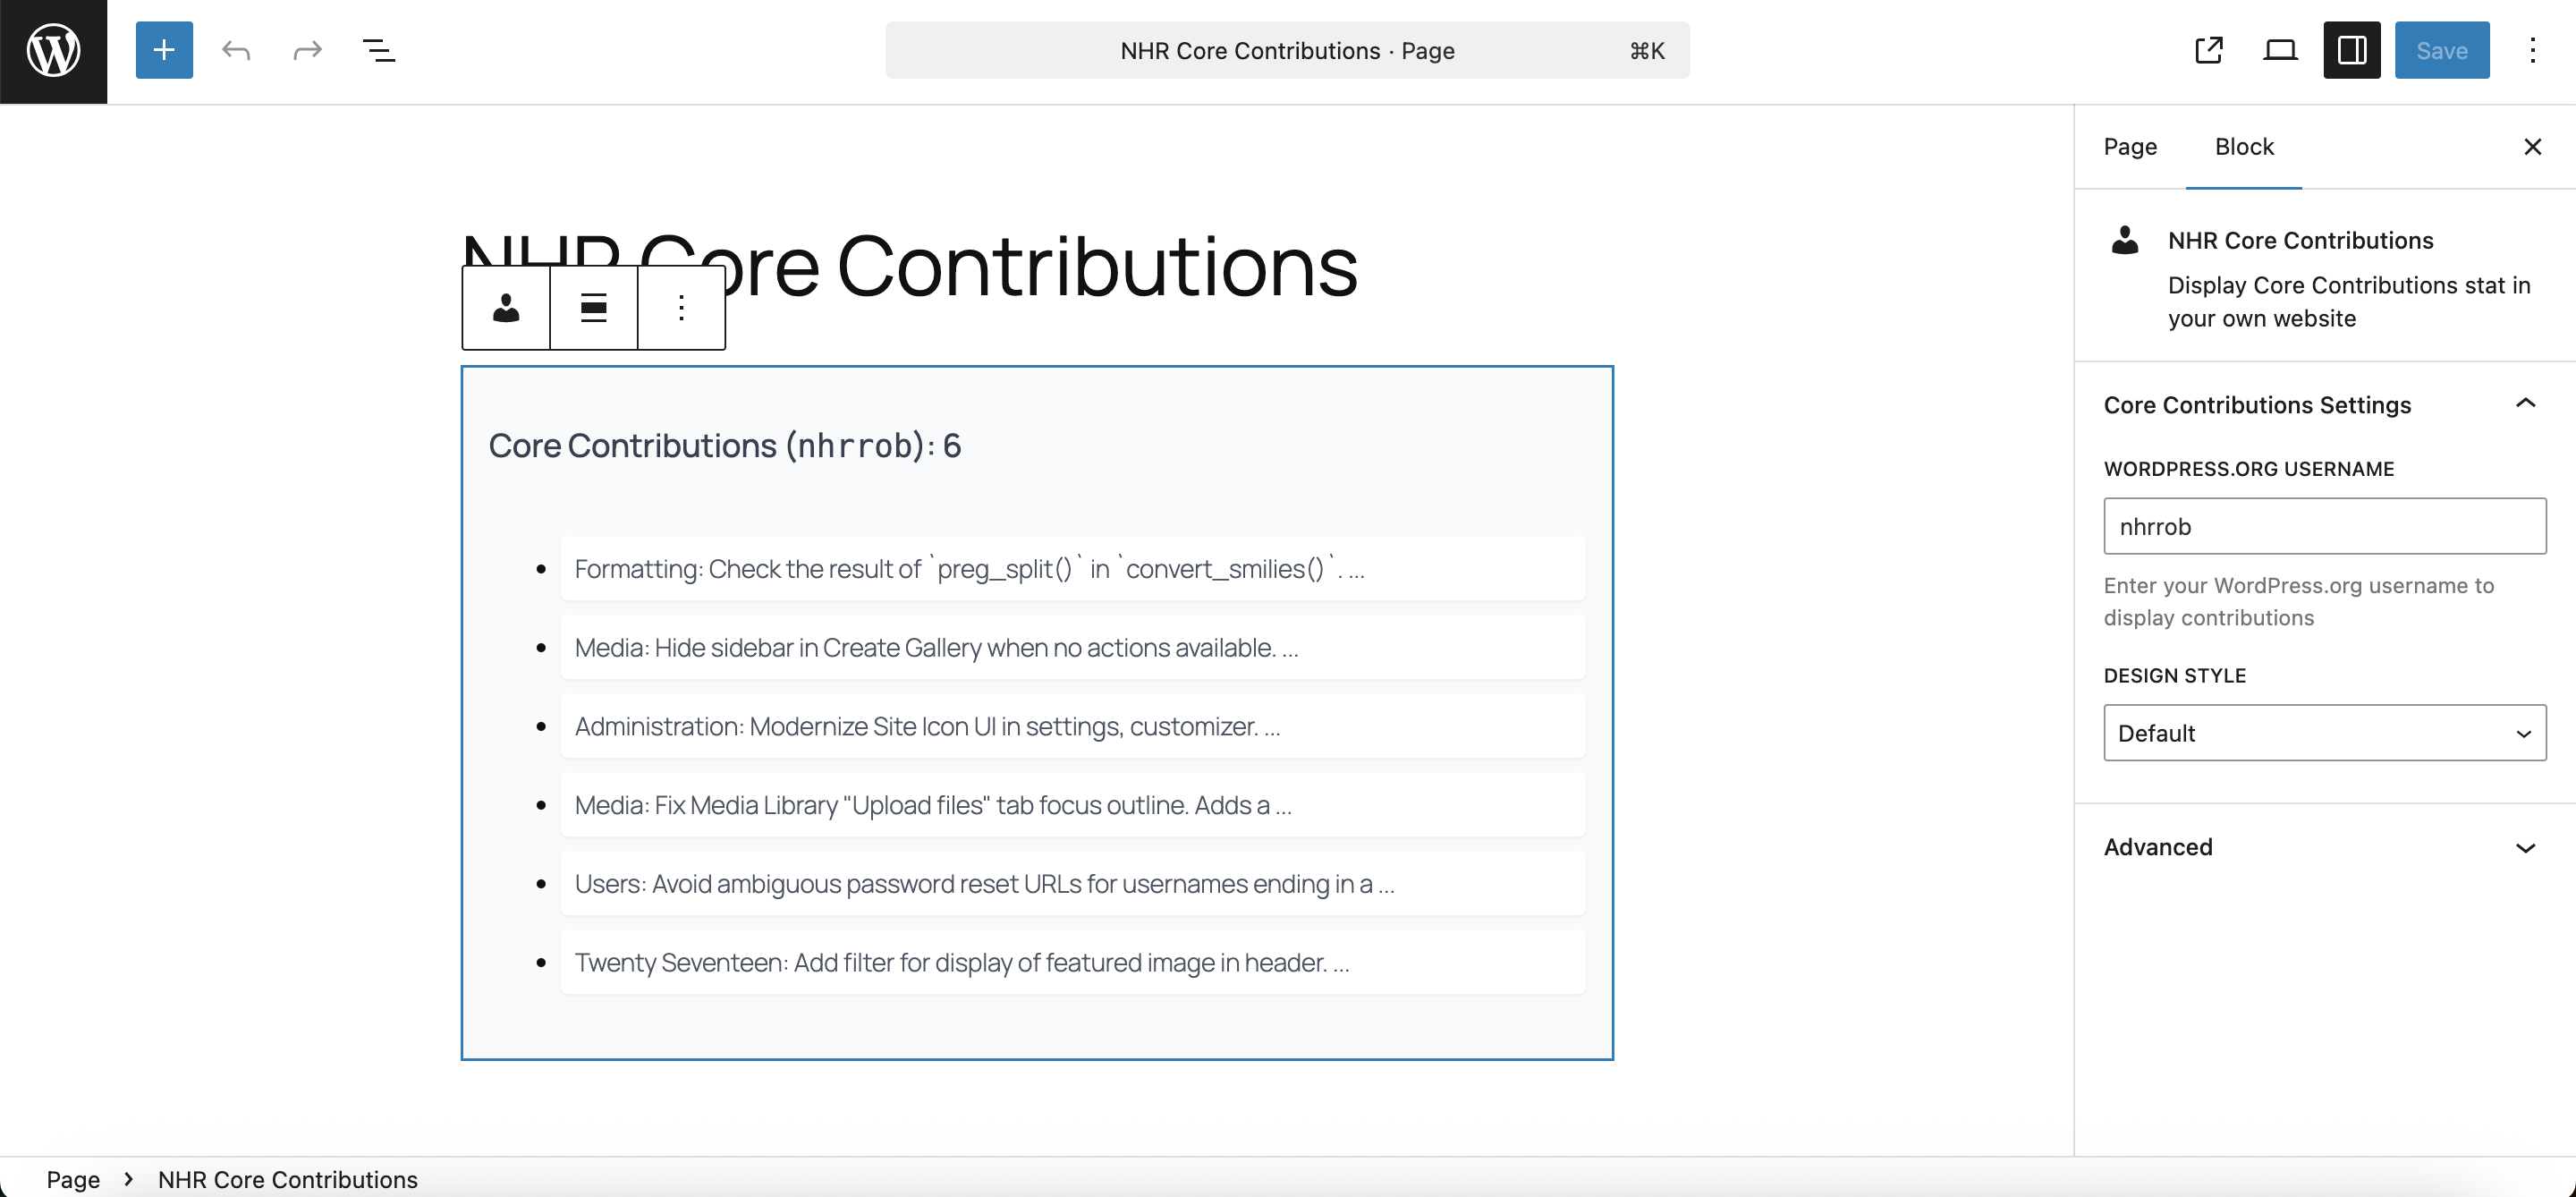 NHR Core Contributions · Page ⌘K
Save
Page Block
NHR Core Contributions
Display Core Contributions stat in
your own website
Core Contributions Settings
WORDPRESS.ORG USERNAME
nhrrob
Enter your WordPress.org username to
display contributions
DESIGN STYLE
Default
Advanced
NHR Core Contributions
Core Contributions (nhrrob): 6
Formatting: Check the result of `preg_split()` in `convert_smilies()`. ...
Media: Hide sidebar in Create Gallery when no actions available. ...
Administration: Modernize Site Icon UI in settings, customizer. ...
Media: Fix Media Library "Upload files" tab focus outline. Adds a ...
Users: Avoid ambiguous password reset URLs for usernames ending in a ...
Twenty Seventeen: Add filter for display of featured image in header. ...
Page > NHR Core Contributions